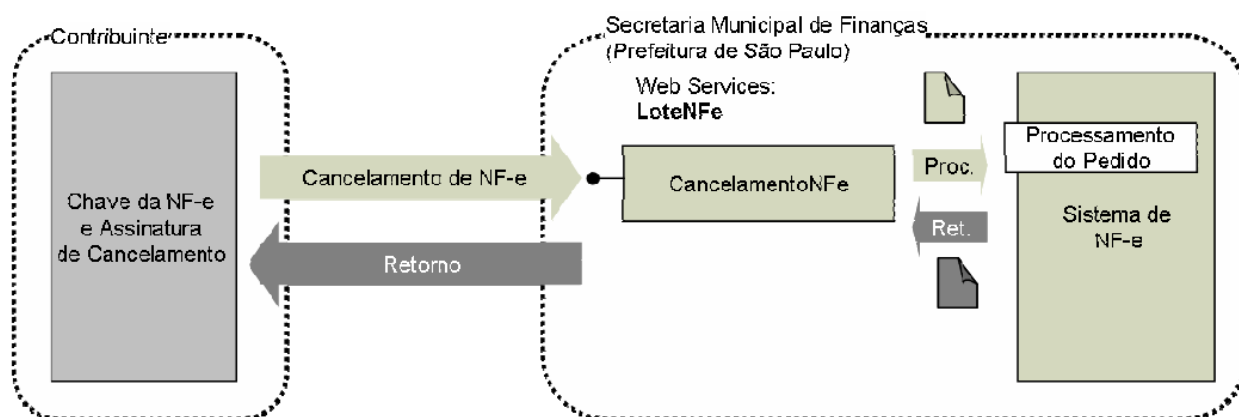 Contribuinte
Chave da NF-e
e Assinatura
de Cancelamento
Cancelamento de NF-e
Retorno
Secretaria Municipal de Finanças
(Prefeitura de São Paulo)
Web Services:
LoteNFe
CancelamentoNFe
Proc.
Ret.
Processamento
do Pedido
Sistema de
NF-e